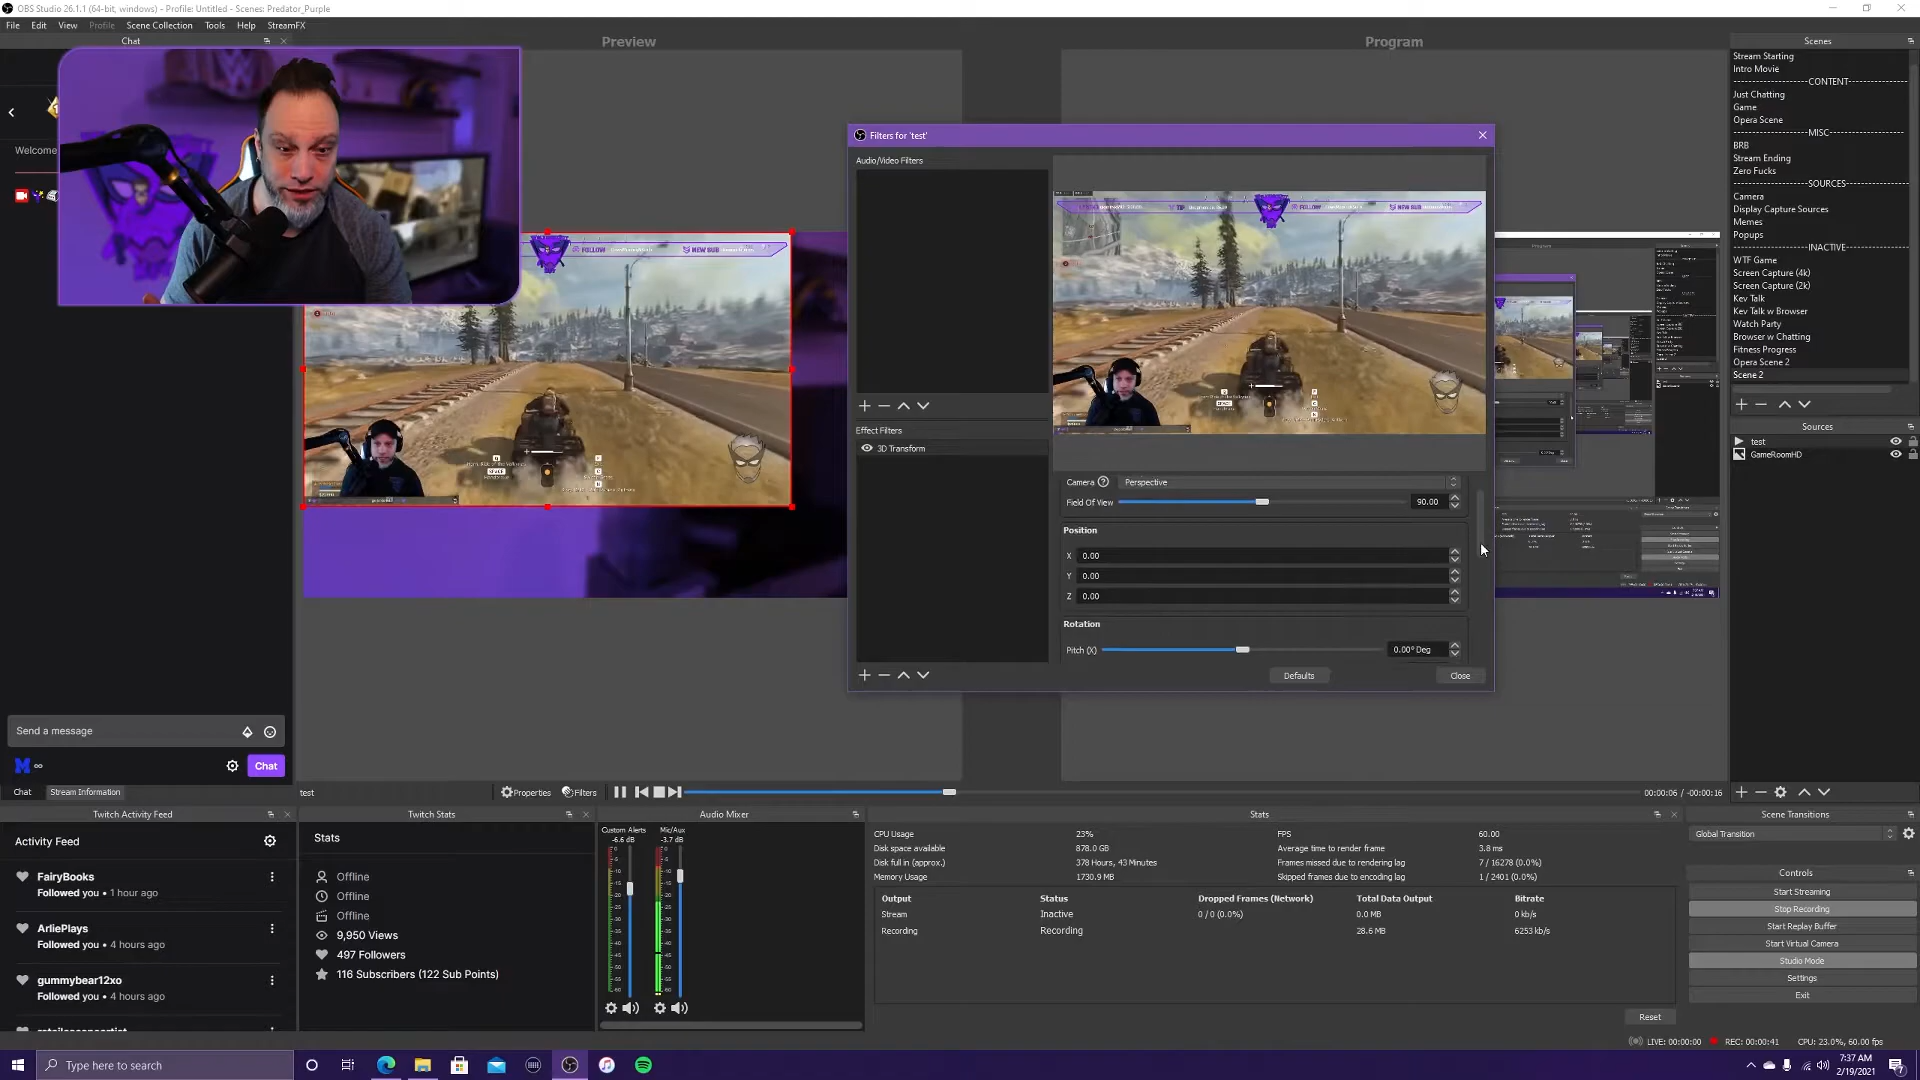 OBS Studio 26.1.1 (64-bit, windows) - Profile: Untitled - Scenes: Predator_Purple
File Edit View Profile Scene Collection Tools Help StreamFX
Chat
Preview
Program
Scenes
Welcome
Stream Starting
Intro Movie
CONTENT
Just Chatting
Game
Opera Scene
MISC
BRB
Stream Ending
Zero Fucks
SOURCES
Camera
Display Capture Sources
Memes
Popups
INACTIVE
WTF Game
Screen Capture (4k)
Screen Capture (2k)
Kev Talk
Kev Talk w Browser
Watch Party
Browser w Chatting
Fitness Progress
Opera Scene 2
Scene 2
Sources
test
GameRoomHD
Filters for 'test'
Audio/Video Filters
Effect Filters
3D Transform
FOLLOW
NEW SUB
TIP
FOLLOW
NEW SUB
Camera ? Perspective
Field Of View 90.00
Position
X 0.00
Y 0.00
Z 0.00
Rotation
Pitch (X) 0.00° Deg
Defaults
Close
Send a message
Chat
Chat
Stream Information
test
Properties
Filters
00:00:06 / -00:00:16
Twitch Activity Feed
Activity Feed
FairyBooks
Followed you • 1 hour ago
ArliePlays
Followed you • 4 hours ago
gummybear12xo
Followed you • 4 hours ago
Twitch Stats
Stats
Offline
Offline
Offline
9,950 Views
497 Followers
116 Subscribers (122 Sub Points)
Audio Mixer
Custom Alerts
-6.6 dB
Mic/Aux
-3.7 dB
Stats
CPU Usage 23%
Disk space available 878.0 GB
Disk full in (approx.) 378 Hours, 43 Minutes
Memory Usage 1730.9 MB
FPS 60.00
Average time to render frame 3.8 ms
Frames missed due to rendering lag 7 / 16278 (0.0%)
Skipped frames due to encoding lag 1 / 2401 (0.0%)
Output Status Dropped Frames (Network) Total Data Output Bitrate
Stream Inactive 0 / 0 (0.0%) 0.0 MB 0 kb/s
Recording Recording 28.6 MB 6253 kb/s
Reset
Scene Transitions
Global Transition
Controls
Start Streaming
Stop Recording
Start Replay Buffer
Start Virtual Camera
Studio Mode
Settings
Exit
LIVE: 00:00:00 REC: 00:00:41 CPU: 23.0%, 60.00 fps
Type here to search
7:37 AM
2/19/2021